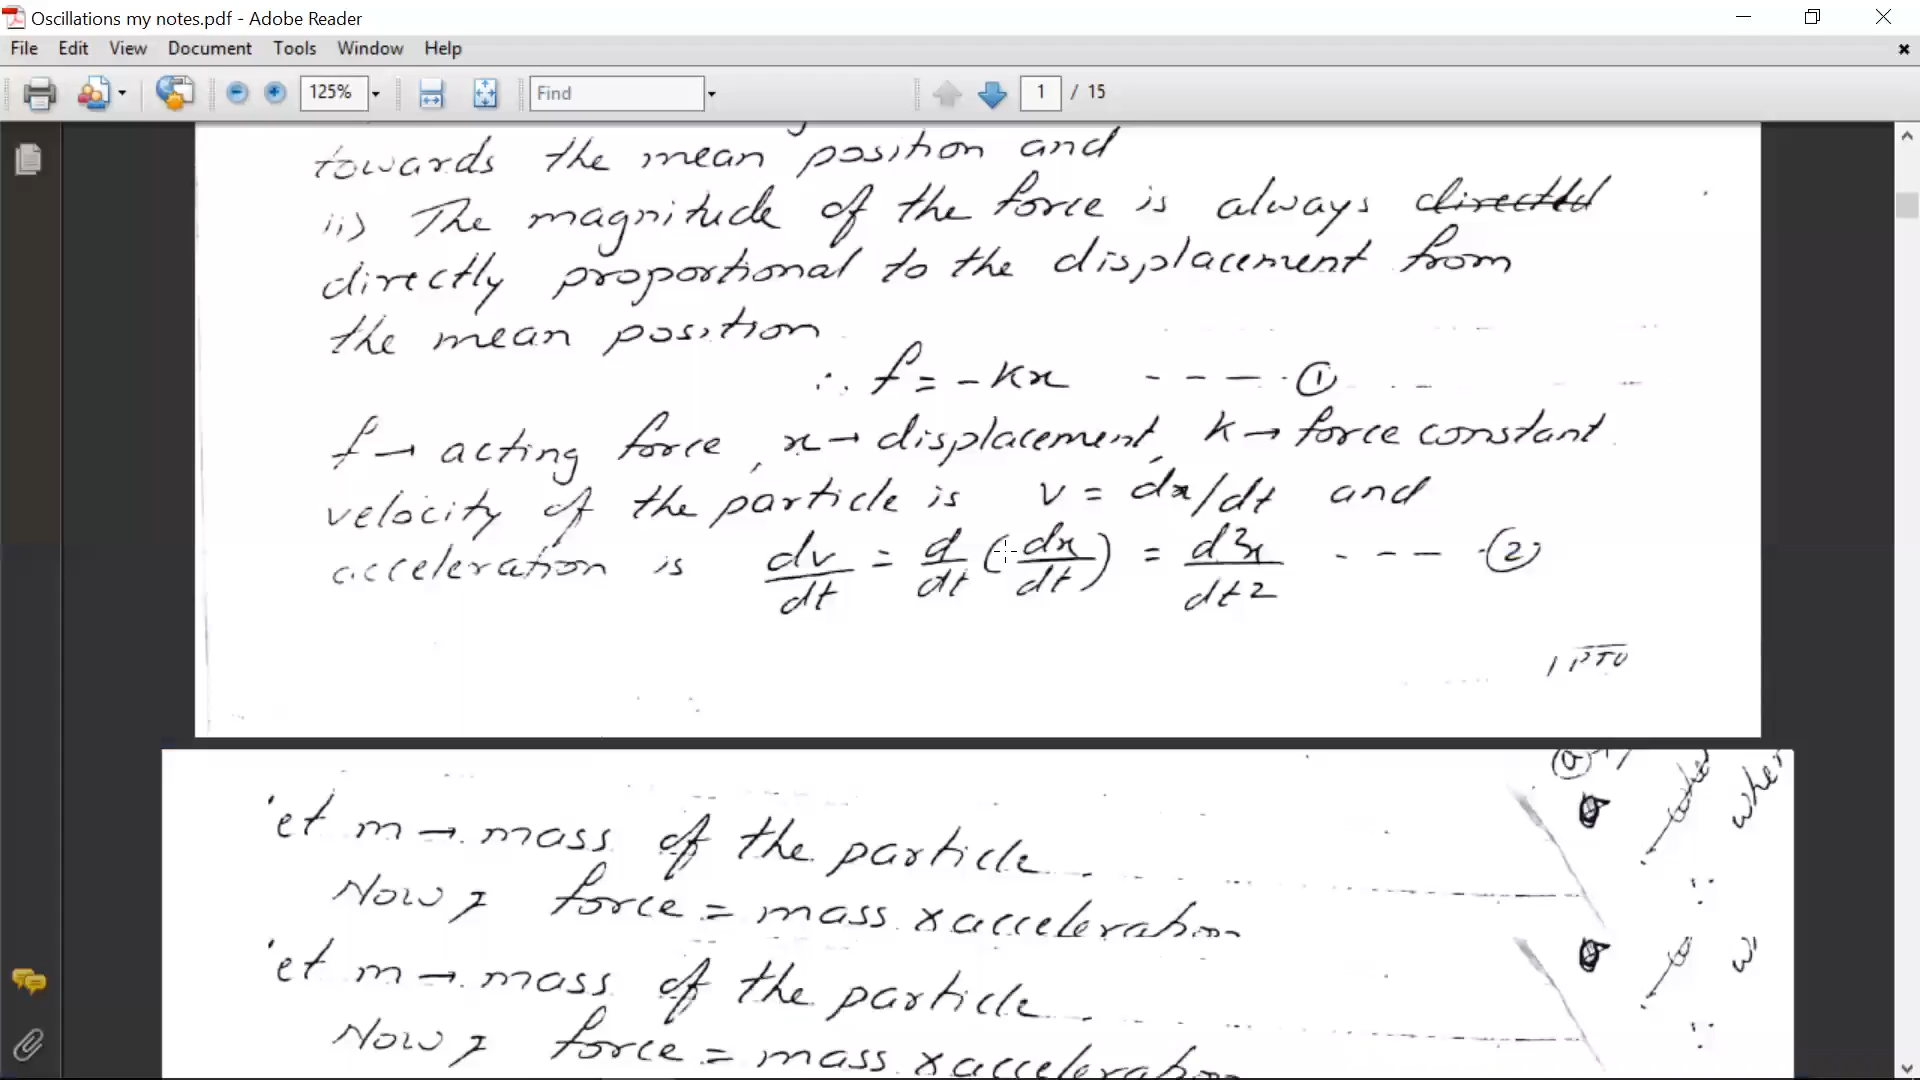 Oscillations my notes.pdf - Adobe Reader
File Edit View Document Tools Window Help
125% Find 1 / 15
towards the mean position and
ii) The magnitude of the force is always directed
directly proportional to the displacement from
the mean position
∴ f = - kx - - - - ①
f → acting force, x → displacement, k → force constant
velocity of the particle is v = dx/dt and
acceleration is dv/dt = d/dt (dx/dt) = d²x/dt² - - - ②
PTO
et m → mass of the particle
Now force = mass x acceleration
et m → mass of the particle
Now force = mass x acceleration